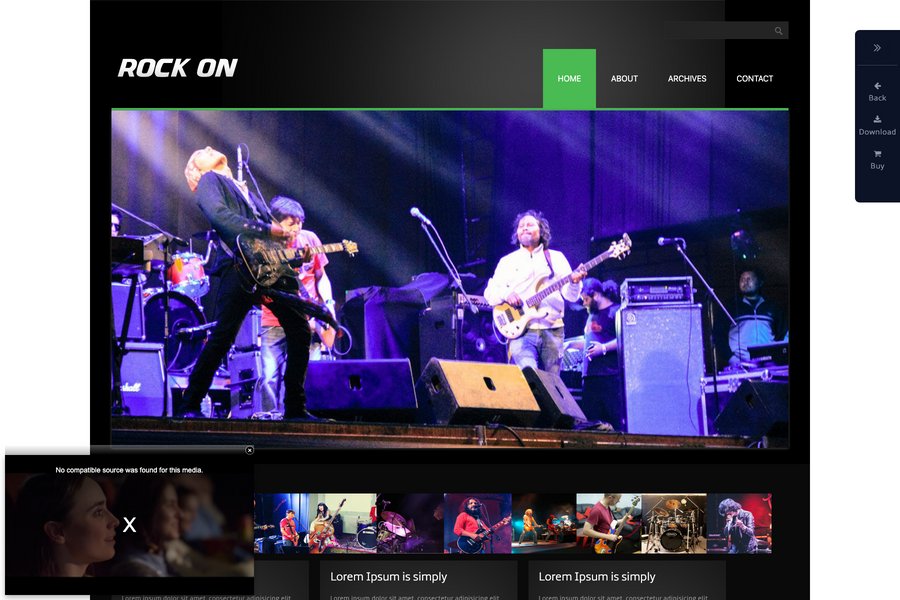 ROCK ON
HOME
ABOUT
ARCHIVES
CONTACT
Back
Download
Buy
No compatible source was found for this media.
X
Lorem Ipsum is simply
Lorem Ipsum is simply